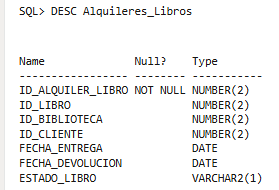 SQL> DESC Alquileres_Libros
Name Null? Type
----------------- -------- ------------
ID_ALQUILER_LIBRO NOT NULL NUMBER(2)
ID_LIBRO NUMBER(2)
ID_BIBLIOTECA NUMBER(2)
ID_CLIENTE NUMBER(2)
FECHA_ENTREGA DATE
FECHA_DEVOLUCION DATE
ESTADO_LIBRO VARCHAR2(1)